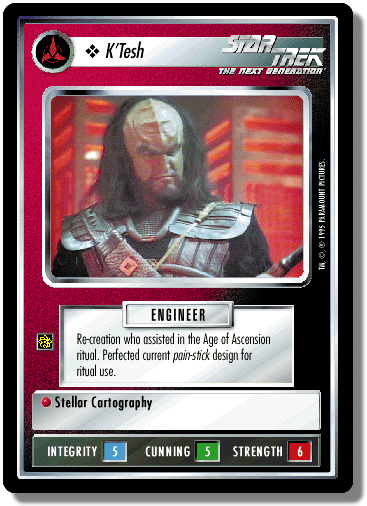 ❖ K'Tesh
STAR TREK
THE NEXT GENERATION
TM, ©, ® 1995 PARAMOUNT PICTURES.
ENGINEER
Re-creation who assisted in the Age of Ascension
ritual. Perfected current pain-stick design for
ritual use.
Stellar Cartography
INTEGRITY 5 CUNNING 5 STRENGTH 6